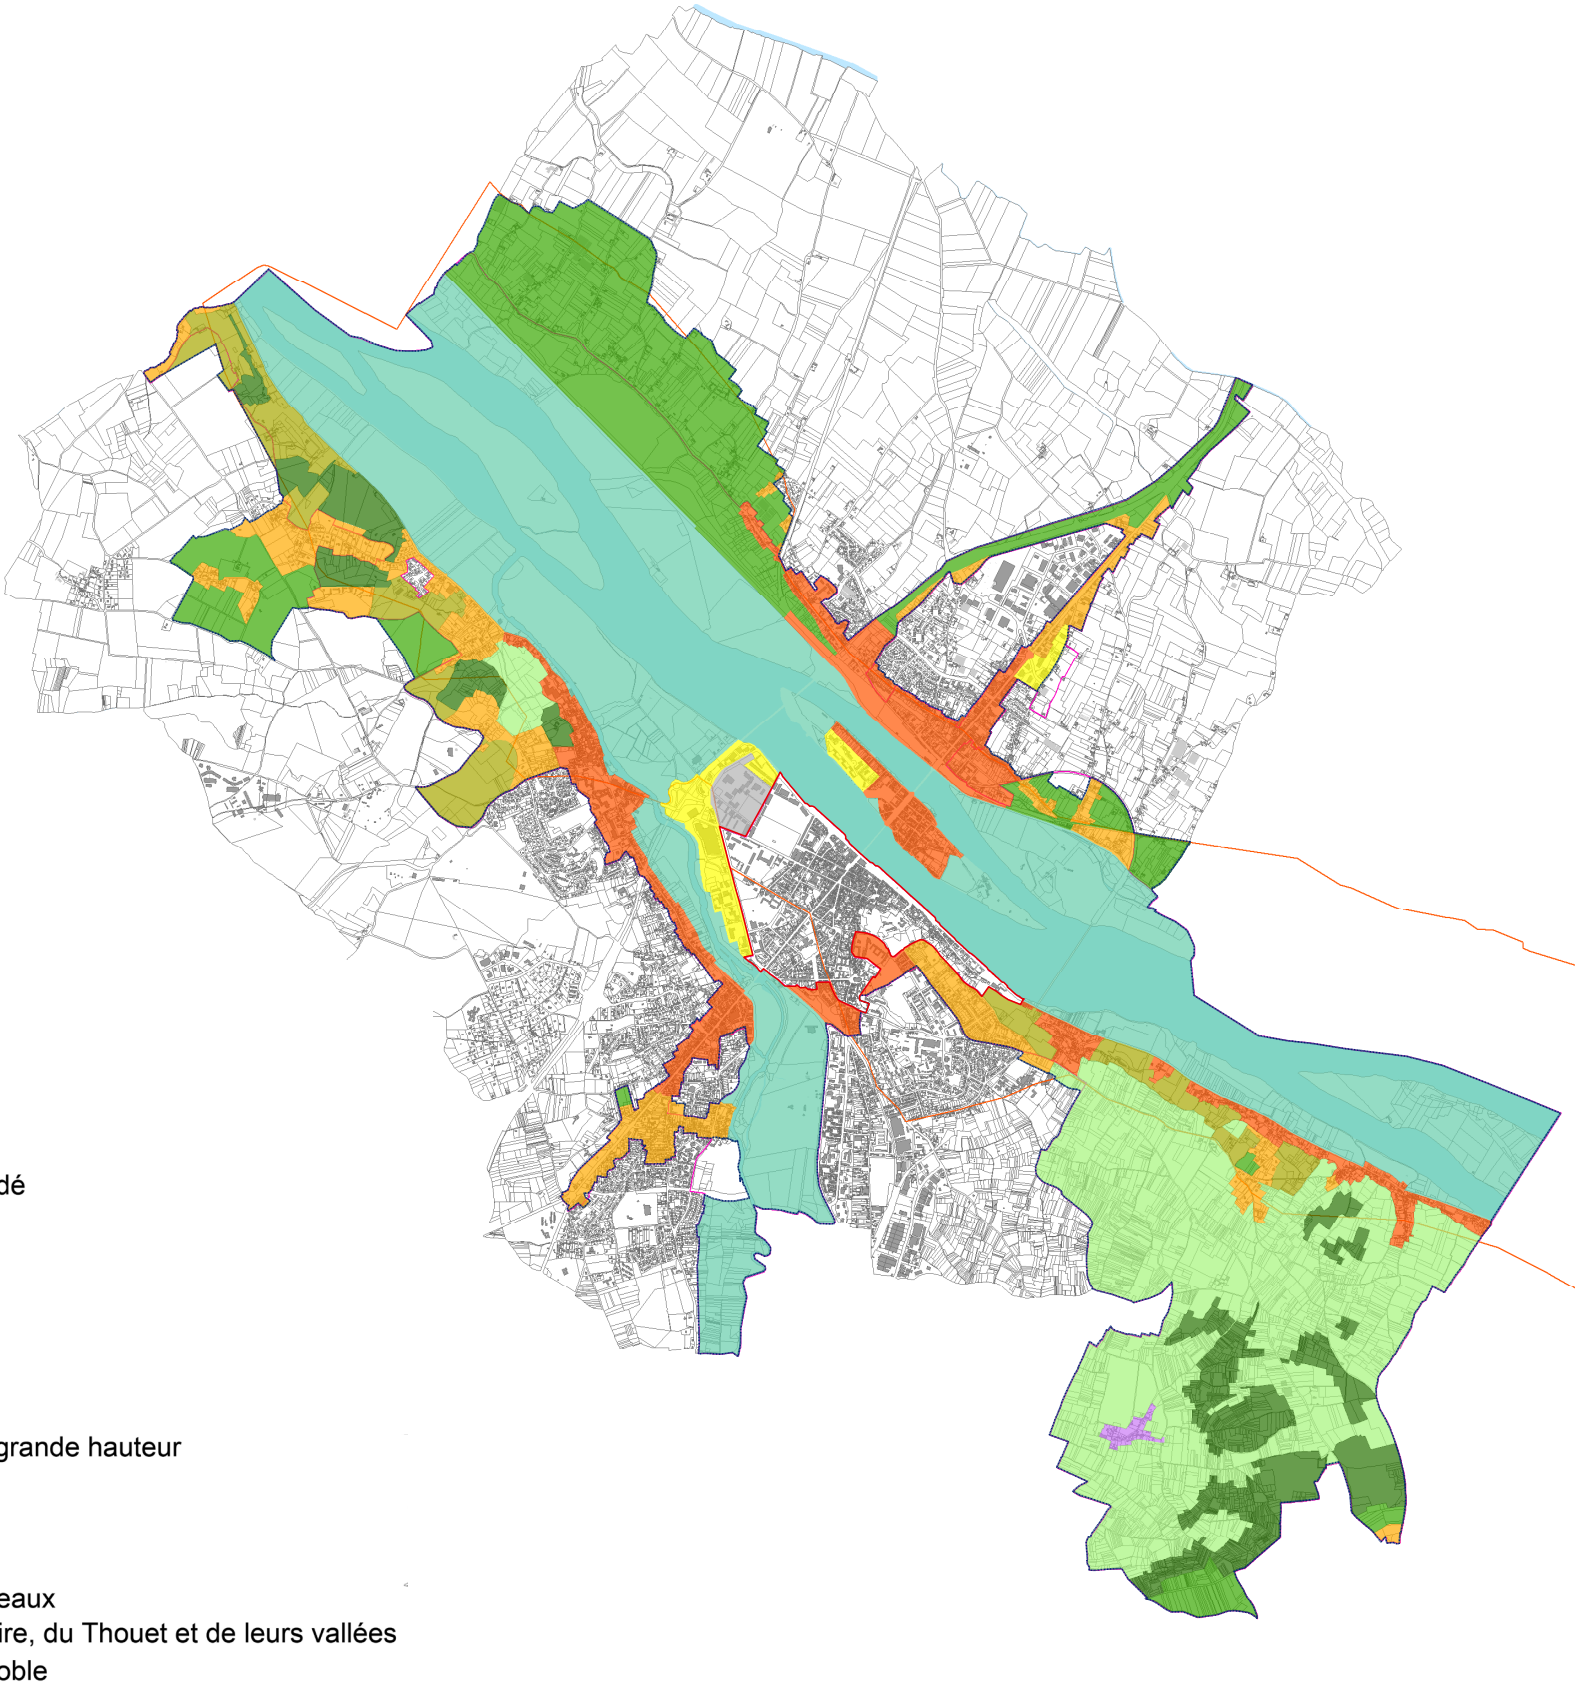 dé
grande hauteur
eaux
ire, du Thouet et de leurs vallées
oble